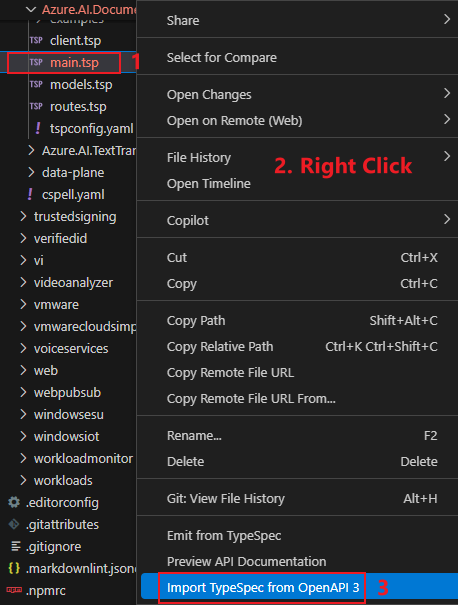 Azure.AI.Docume
examples
TSP client.tsp
TSP main.tsp
1
TSP models.tsp
TSP routes.tsp
! tspconfig.yaml
Azure.AI.TextTran
data-plane
! cspell.yaml
trustedsigning
verifiedid
vi
videoanalyzer
vmware
vmwarecloudsimp
voiceservices
web
webpubsub
windowsesu
windowsiot
workloadmonitor
workloads
.editorconfig
.gitattributes
.gitignore
.markdownlint.jsonc
npm .npmrc
Share
Select for Compare
Open Changes
Open on Remote (Web)
File History
2. Right Click
Open Timeline
Copilot
Cut Ctrl+X
Copy Ctrl+C
Copy Path Shift+Alt+C
Copy Relative Path Ctrl+K Ctrl+Shift+C
Copy Remote File URL
Copy Remote File URL From...
Rename... F2
Delete Delete
Git: View File History Alt+H
Emit from TypeSpec
Preview API Documentation
Import TypeSpec from OpenAPI 3
3